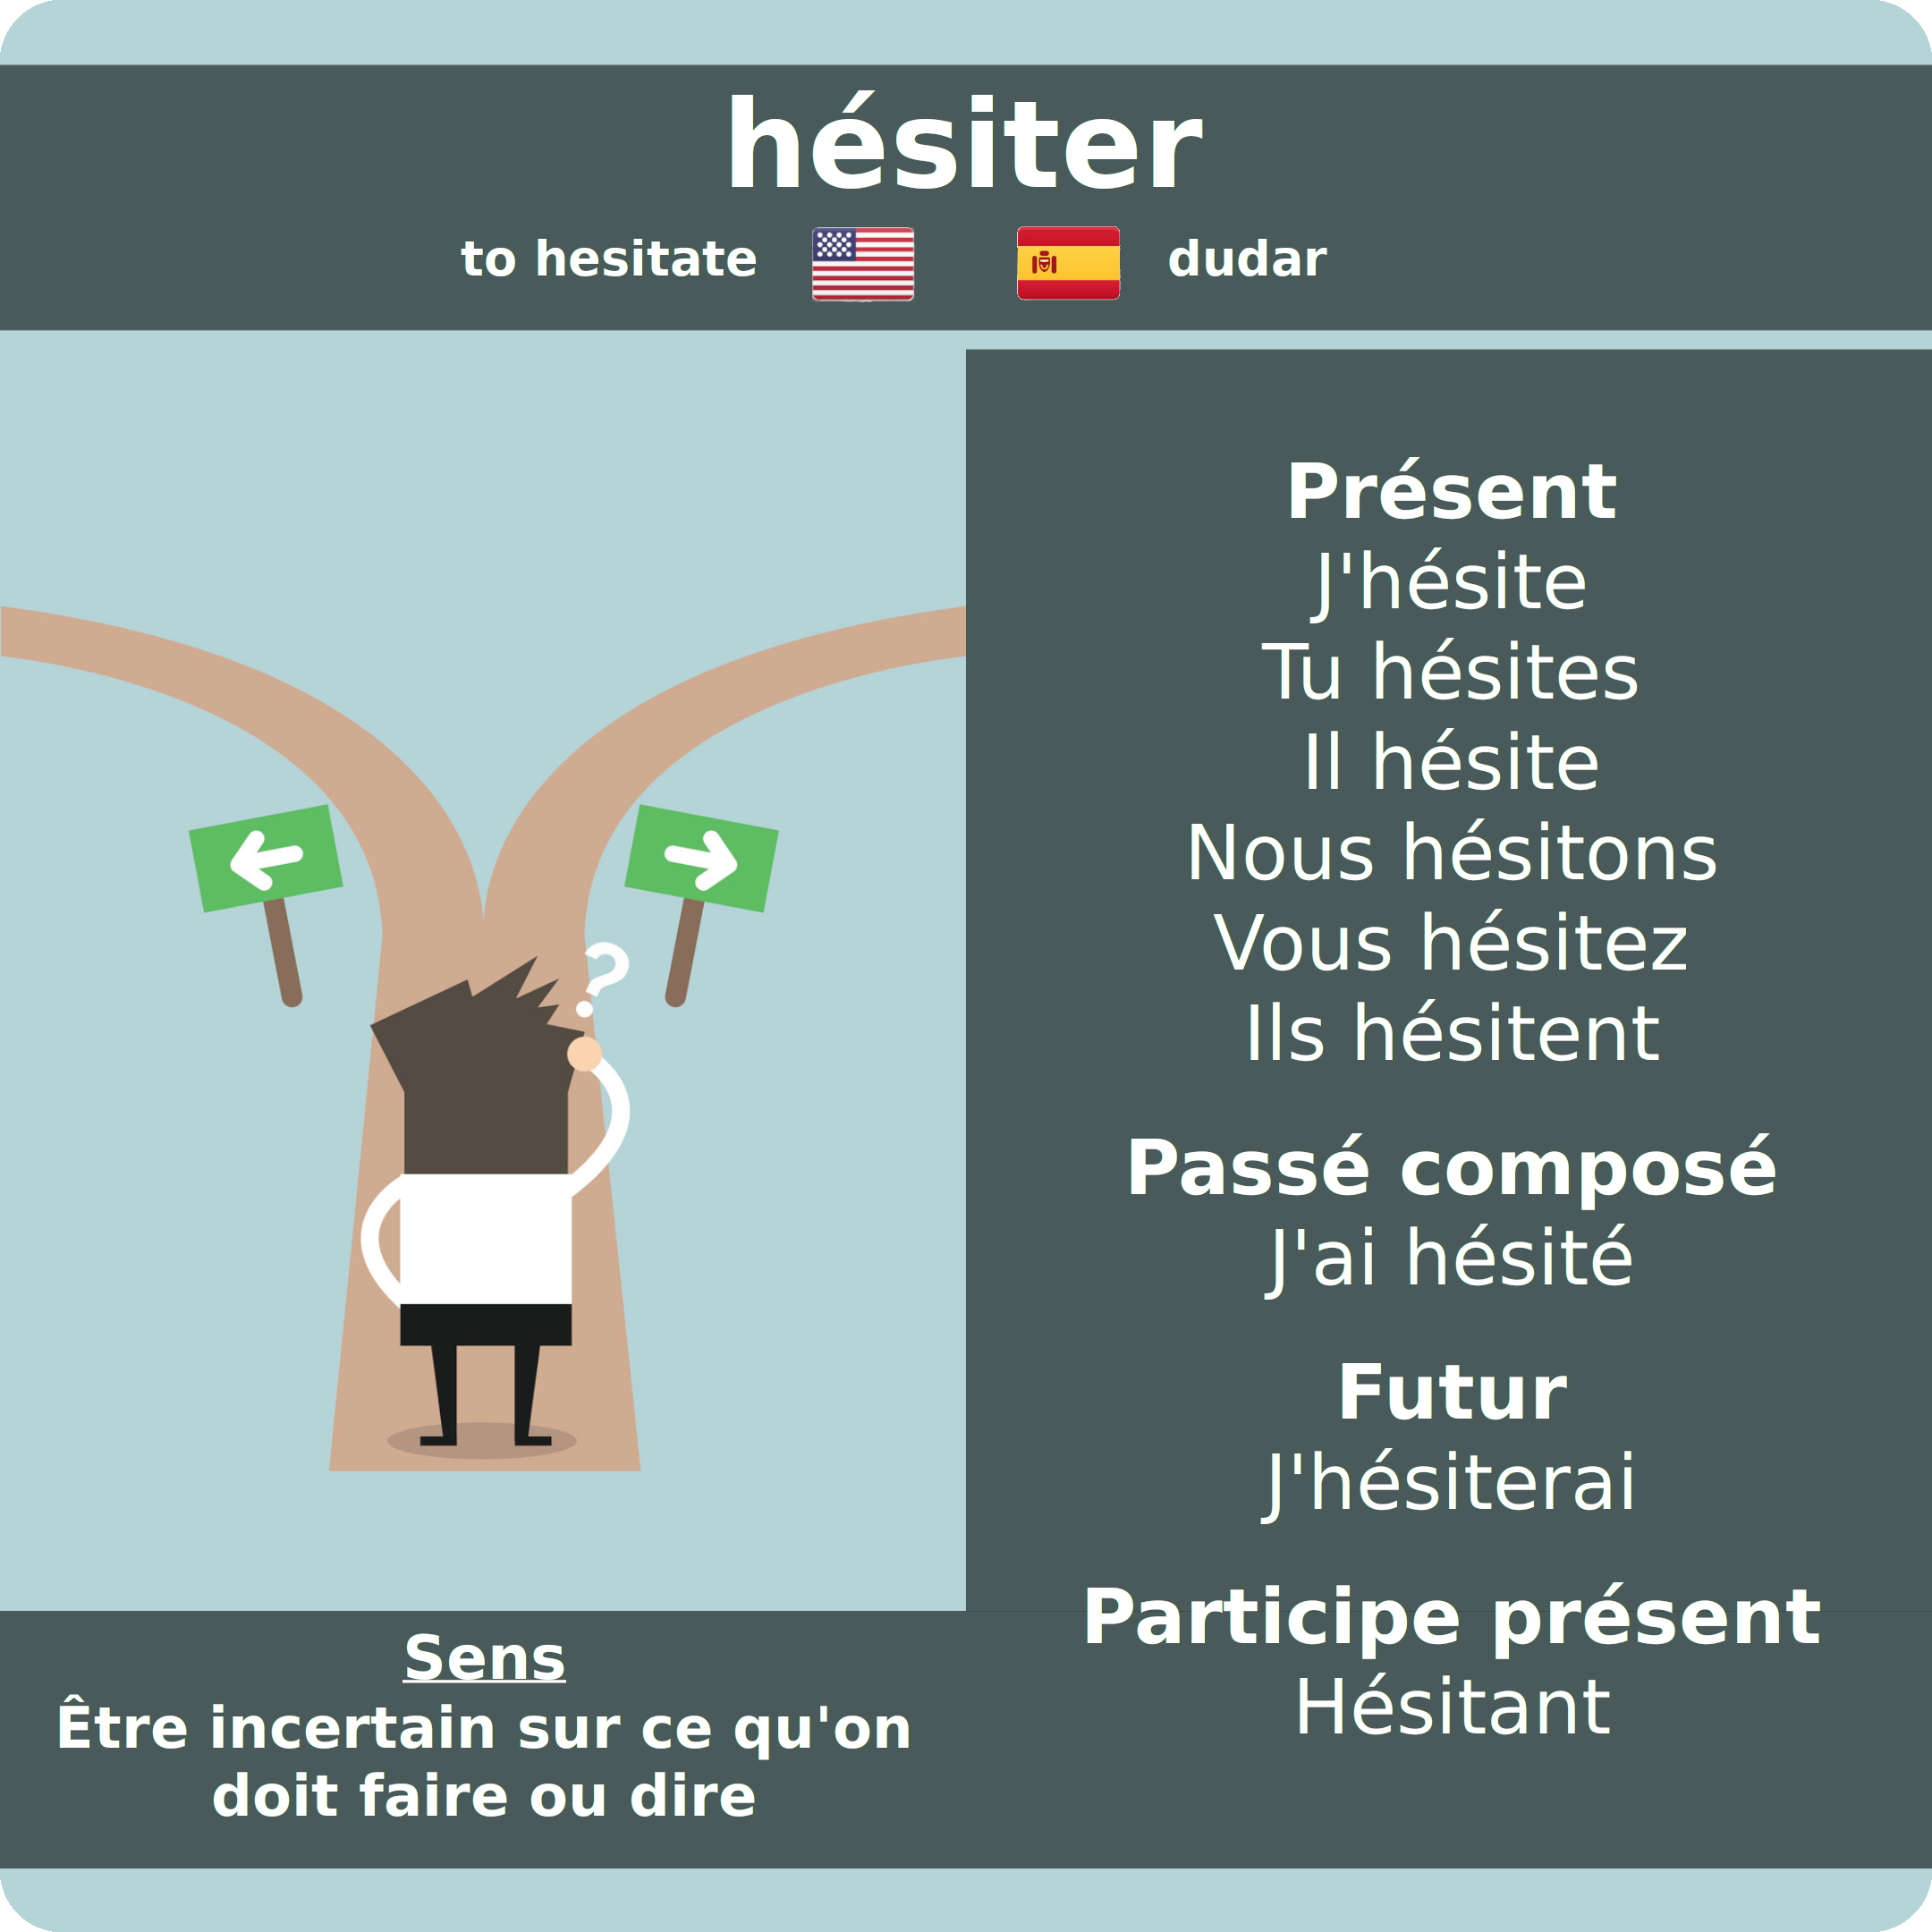 hésiter
to hesitate dudar
?
Présent
J'hésite
Tu hésites
Il hésite
Nous hésitons
Vous hésitez
Ils hésitent
Passé composé
J'ai hésité
Futur
J'hésiterai
Participe présent
Hésitant
Sens
Être incertain sur ce qu'on
doit faire ou dire